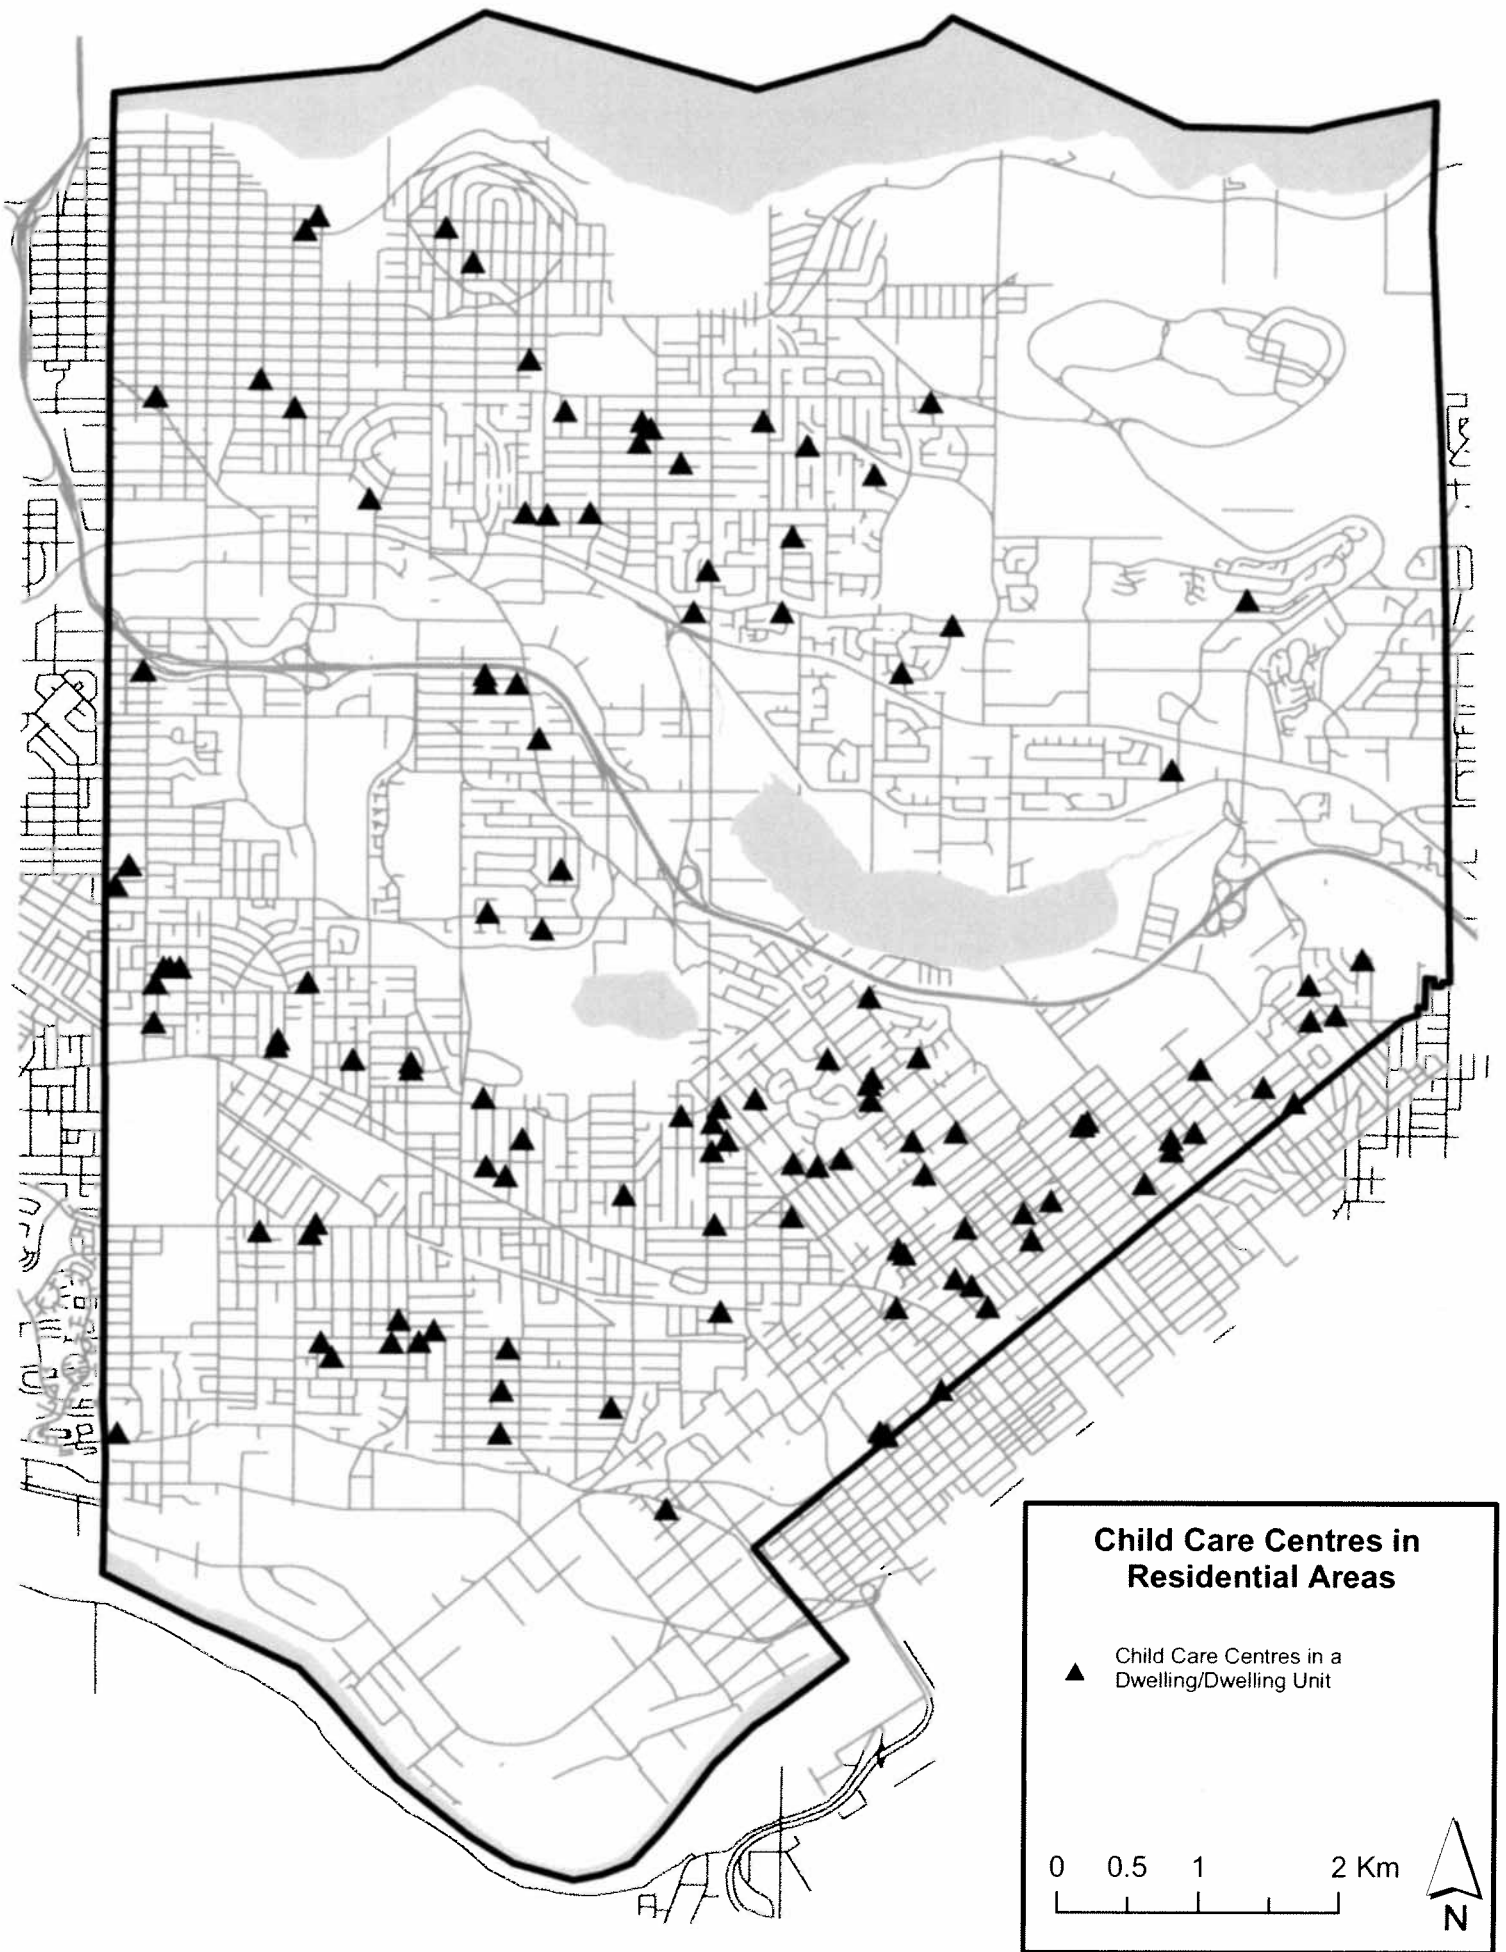 Child Care Centres in
Residential Areas
Child Care Centres in a
Dwelling/Dwelling Unit
0 0.5 1 2 Km
N